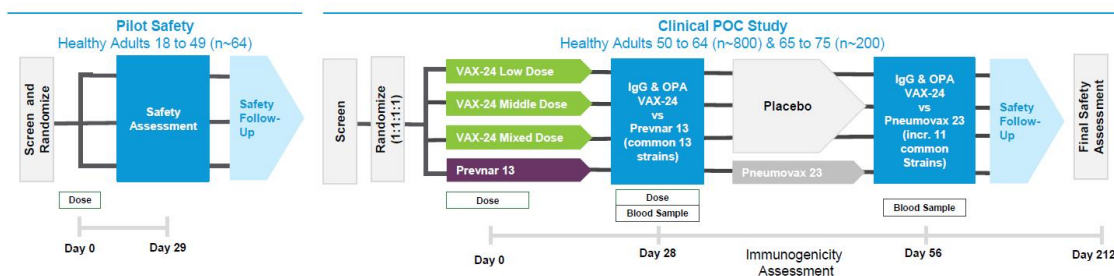 Pilot Safety
Healthy Adults 18 to 49 (n~64)
Screen and
Randomize
Safety
Assessment
Safety
Follow-
Up
Dose
Day 0
Day 29
Clinical POC Study
Healthy Adults 50 to 64 (n~800) & 65 to 75 (n~200)
Screen
Randomize
(1:1:1:1)
VAX-24 Low Dose
VAX-24 Middle Dose
VAX-24 Mixed Dose
Prevnar 13
IgG & OPA
VAX-24
vs
Prevnar 13
(common 13
strains)
Placebo
Pneumovax 23
IgG & OPA
VAX-24
vs
Pneumovax 23
(incr. 11
common
Strains)
Safety
Follow-
Up
Final Safety
Assessment
Dose
Dose
Blood Sample
Blood Sample
Day 0
Day 28
Immunogenicity
Assessment
Day 56
Day 212